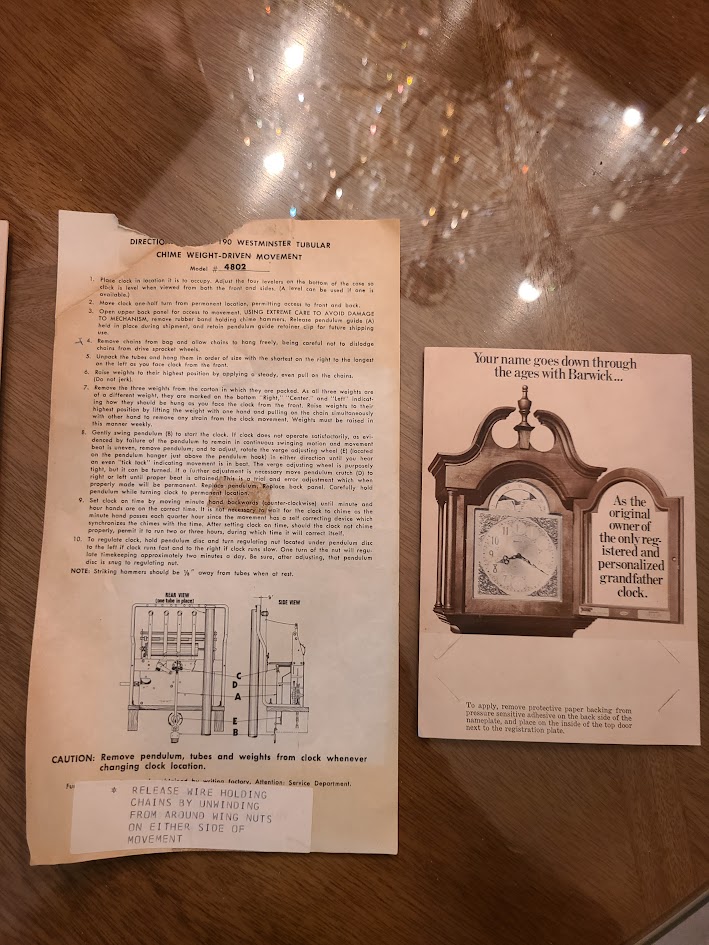 DIRECTIO 190 WESTMINSTER TUBULAR
CHIME WEIGHT-DRIVEN MOVEMENT
Model # 4802
1. Place clock in location it is to occupy. Adjust the four levelers on the bottom of the case so
clock is level when viewed from both the front and sides. (A level can be used if one is
available.)
2. Move clock one-half turn from permanent location, permitting access to front and back.
3. Open upper back panel for access to movement. USING EXTREME CARE TO AVOID DAMAGE
TO MECHANISM, remove rubber band holding chime hammers. Release pendulum guide (A)
held in place during shipment, and retain pendulum guide retainer clip for future shipping
use.
4. Remove chains from bag and allow chains to hang freely, being careful not to dislodge
chains from drive sprocket wheels.
5. Unpack the tubes and hang them in order of size with the shortest on the right to the longest
on the left as you face clock from the front.
6. Raise weights to their highest position by applying a steady, even pull on the chains.
(Do not jerk).
7. Remove the three weights from the carton in which they are packed. As all three weights are
of a different weight, they are marked on the bottom "Right," "Center," and "Left" indicat-
ing how they should be hung as you face the clock from the front. Raise weights to their
highest position by lifting the weight with one hand and pulling on the chain simultaneously
with other hand to remove any strain from the clock movement. Weights must be raised in
this manner weekly.
8. Gently swing pendulum (B) to start the clock. If clock does not operate satisfactorily, as evi-
denced by failure of the pendulum to remain in continuous swinging motion and movement
beat is uneven, remove pendulum; and to adjust, rotate the verge adjusting wheel (E) (located
on the pendulum hanger just above the pendulum hook) in either direction until you hear
an even "tick tock" indicating movement is in beat. The verge adjusting wheel is purposely
tight, but it can be turned. If a further adjustment is necessary move pendulum crutch (D) to
right or left until proper beat is attained. This is a trial and error adjustment which when
properly made will be permanent. Replace pendulum. Replace back panel. Carefully hold
pendulum while turning clock to permanent location.
9. Set clock on time by moving minute hand backwards (counter-clockwise) until minute and
hour hands are on the correct time. It is not necessary to wait for the clock to chime as the
minute hand passes each quarter hour since the movement has a self correcting device which
synchronizes the chimes with the time. After setting clock on time, should the clock not chime
properly, permit it to run two or three hours, during which time it will correct itself.
10. To regulate clock, hold pendulum disc and turn regulating nut located under pendulum disc
to the left if clock runs fast and to the right if clock runs slow. One turn of the nut will regu-
late timekeeping approximately two minutes a day. Be sure, after adjusting, that pendulum
disc is snug to regulating nut.
NOTE: Striking hammers should be ⅛" away from tubes when at rest.
REAR VIEW
(one tube in place)
SIDE VIEW
C
D
A
E
B
CAUTION: Remove pendulum, tubes and weights from clock whenever
changing clock location.
Fu writing factory, Attention: Service Department.
* RELEASE WIRE HOLDING
CHAINS BY UNWINDING
FROM AROUND WING NUTS
ON EITHER SIDE OF
MOVEMENT
Your name goes down through
the ages with Barwick...
As the
original
owner of
the only reg-
istered and
personalized
grandfather
clock.
To apply, remove protective paper backing from
pressure sensitive adhesive on the back side of the
nameplate, and place on the inside of the top door
next to the registration plate.